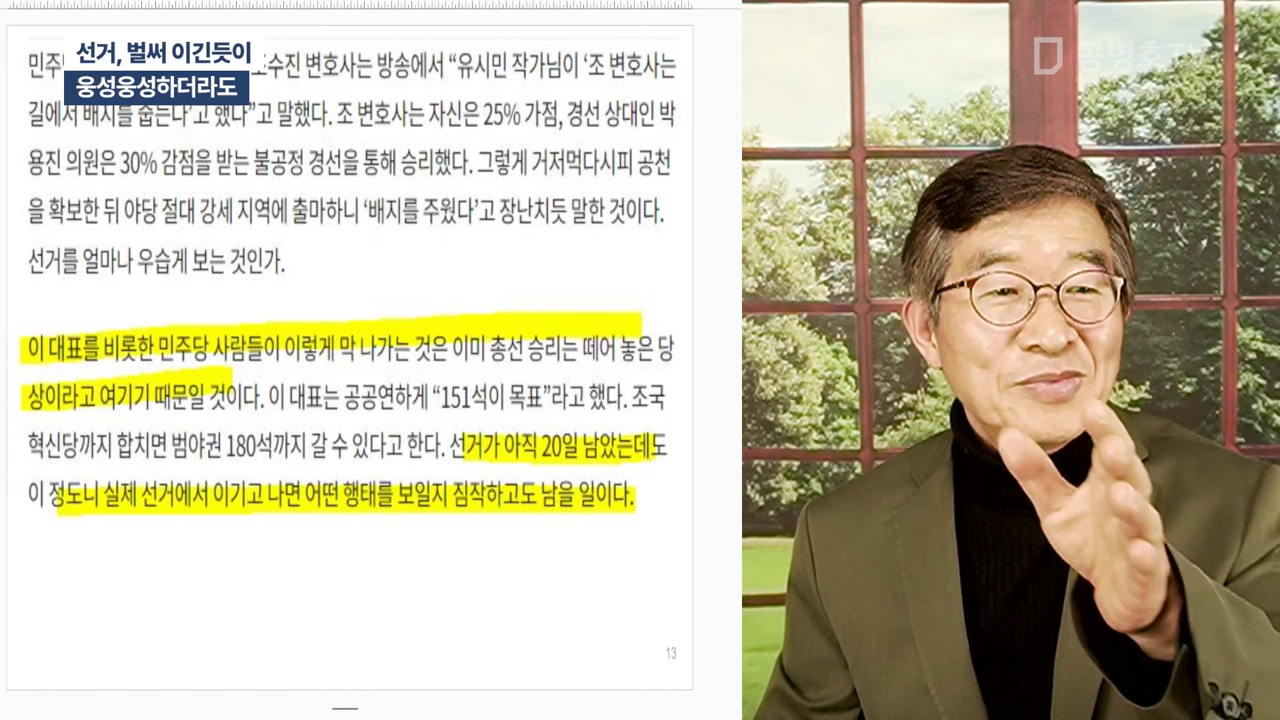 선거, 벌써 이긴듯이
웅성웅성하더라도
조수진 변호사는 방송에서 “유시민 작가님이 ‘조 변호사는
길에서 배지를 줍는다’고 했다”고 말했다. 조 변호사는 자신은 25% 가점, 경선 상대인 박
용진 의원은 30% 감점을 받는 불공정 경선을 통해 승리했다. 그렇게 거저먹다시피 공천
을 확보한 뒤 야당 절대 강세 지역에 출마하니 ‘배지를 주웠다’고 장난치듯 말한 것이다.
선거를 얼마나 우습게 보는 것인가.
이 대표를 비롯한 민주당 사람들이 이렇게 막 나가는 것은 이미 총선 승리는 떼어 놓은 당
상이라고 여기기 때문일 것이다. 이 대표는 공공연하게 “151석이 목표”라고 했다. 조국
혁신당까지 합치면 범야권 180석까지 갈 수 있다고 한다. 선거가 아직 20일 남았는데도
이 정도니 실제 선거에서 이기고 나면 어떤 행태를 보일지 짐작하고도 남을 일이다.
13
공병호TV